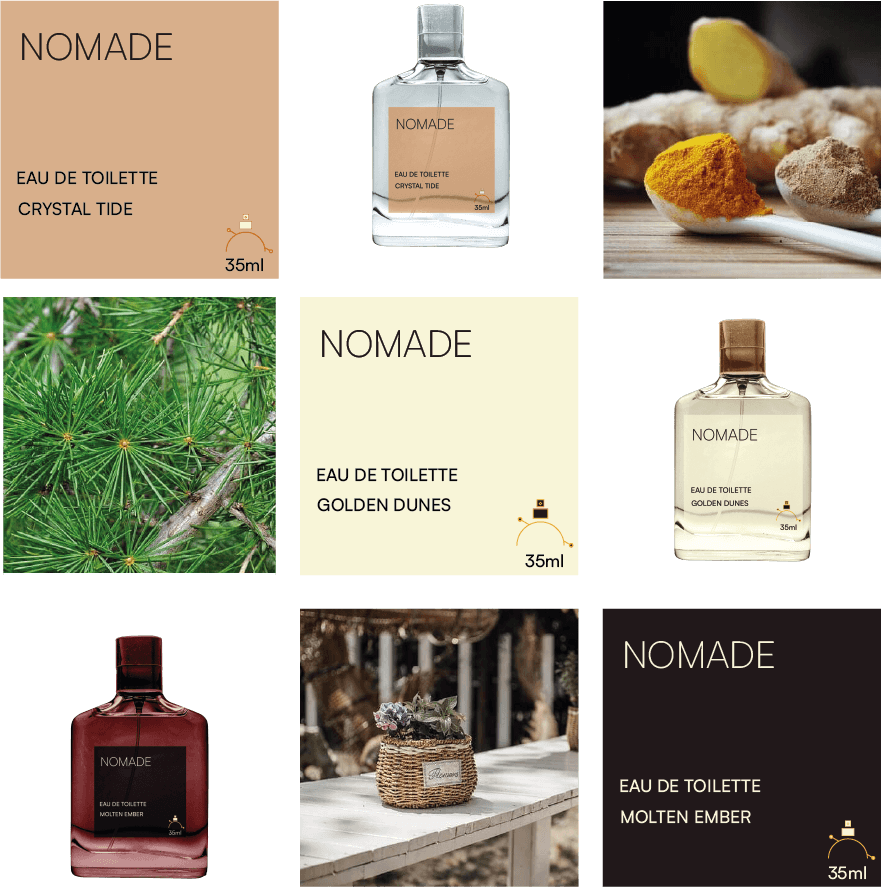 NOMADE
EAU DE TOILETTE
CRYSTAL TIDE
35ml
NOMADE
EAU DE TOILETTE
CRYSTAL TIDE
35ml
NOMADE
EAU DE TOILETTE
GOLDEN DUNES
35ml
NOMADE
EAU DE TOILETTE
GOLDEN DUNES
35ml
NOMADE
EAU DE TOILETTE
MOLTEN EMBER
35ml
Flowers
NOMADE
EAU DE TOILETTE
MOLTEN EMBER
35ml